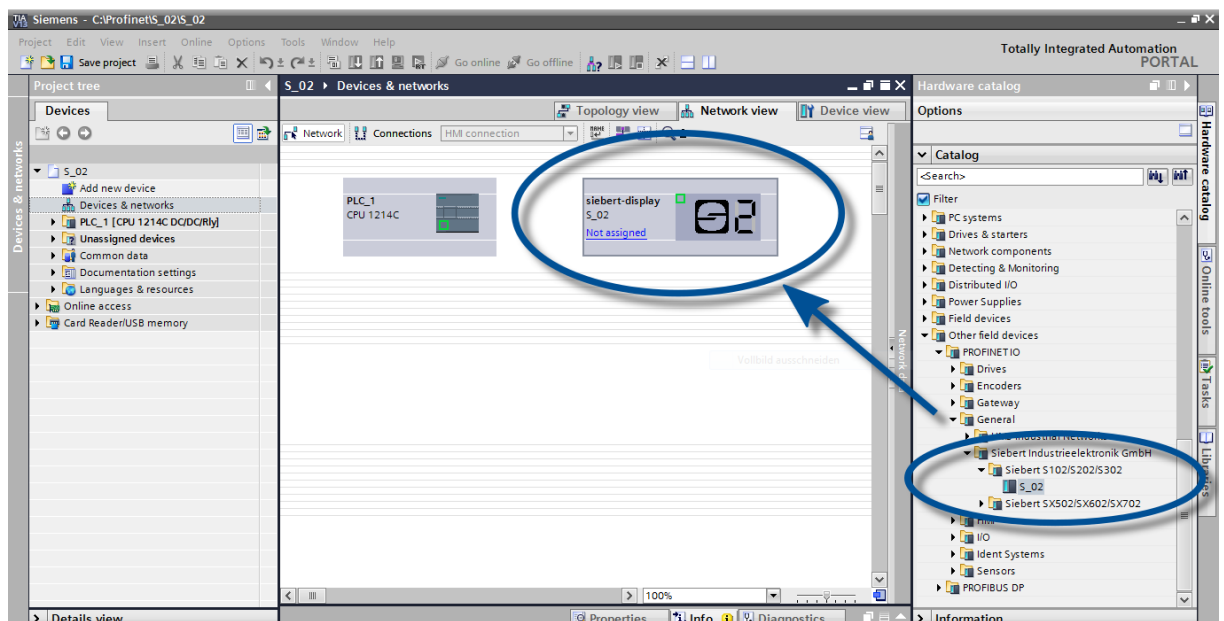 Siemens - C:\Profinet\S_02\S_02
Project Edit View Insert Online Options Tools Window Help
Totally Integrated Automation
PORTAL
Save project Go online Go offline
Project tree
Devices
S_02
Add new device
Devices & networks
PLC_1 [CPU 1214C DC/DC/Rly]
Unassigned devices
Common data
Documentation settings
Languages & resources
Online access
Card Reader/USB memory
Details view
Devices & networks
S_02 Devices & networks
Topology view Network view Device view
Network Connections HMI connection
PLC_1
CPU 1214C
siebert-display
S_02
Not assigned
Vollbild ausschneiden
100%
Properties Info Diagnostics
Hardware catalog
Options
Catalog
<Search>
Filter
PC systems
Drives & starters
Network components
Detecting & Monitoring
Distributed I/O
Power Supplies
Field devices
Other field devices
PROFINET IO
Drives
Encoders
Gateway
General
Siebert Industrieelektronik GmbH
Siebert S102/S202/S302
S_02
Siebert SX502/SX602/SX702
HMI
I/O
Ident Systems
Sensors
PROFIBUS DP
Information
Hardware catalog
Online tools
Tasks
Libraries